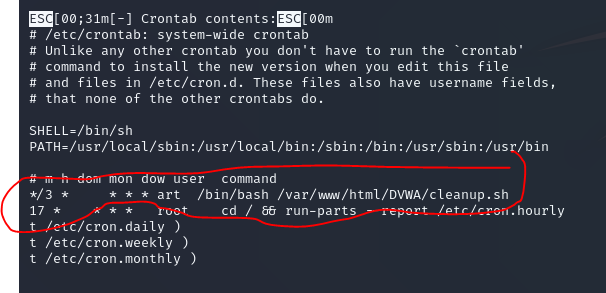 ESC[00;31m[-] Crontab contents:ESC[00m
# /etc/crontab: system-wide crontab
# Unlike any other crontab you don't have to run the `crontab'
# command to install the new version when you edit this file
# and files in /etc/cron.d. These files also have username fields,
# that none of the other crontabs do.

SHELL=/bin/sh
PATH=/usr/local/sbin:/usr/local/bin:/sbin:/bin:/usr/sbin:/usr/bin

# m h dom mon dow user  command
*/3 *     * * * art  /bin/bash /var/www/html/DVWA/cleanup.sh
17 *    * * *   root    cd / && run-parts --report /etc/cron.hourly
t /etc/cron.daily )
t /etc/cron.weekly )
t /etc/cron.monthly )